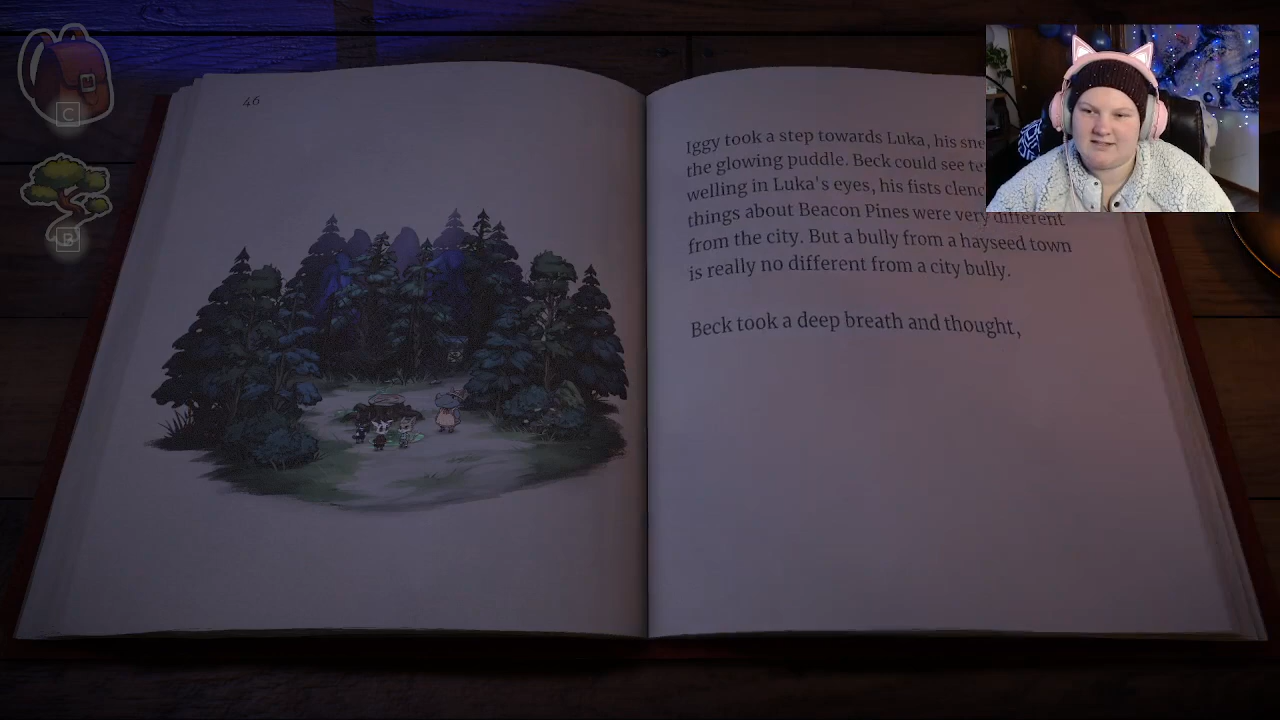 C
B
46
Iggy took a step towards Luka, his
the glowing puddle. Beck could see
welling in Luka's eyes, his fists
things about Beacon Pines were very different
from the city. But a bully from a hayseed town
is really no different from a city bully.
Beck took a deep breath and thought,